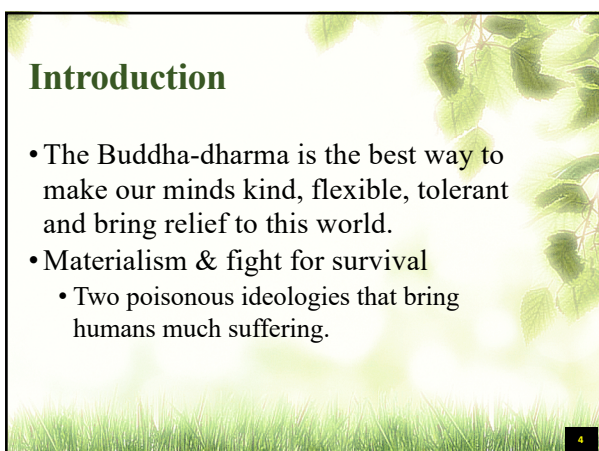 Introduction
• The Buddha-dharma is the best way to
make our minds kind, flexible, tolerant
and bring relief to this world.
• Materialism & fight for survival
• Two poisonous ideologies that bring
humans much suffering.
4